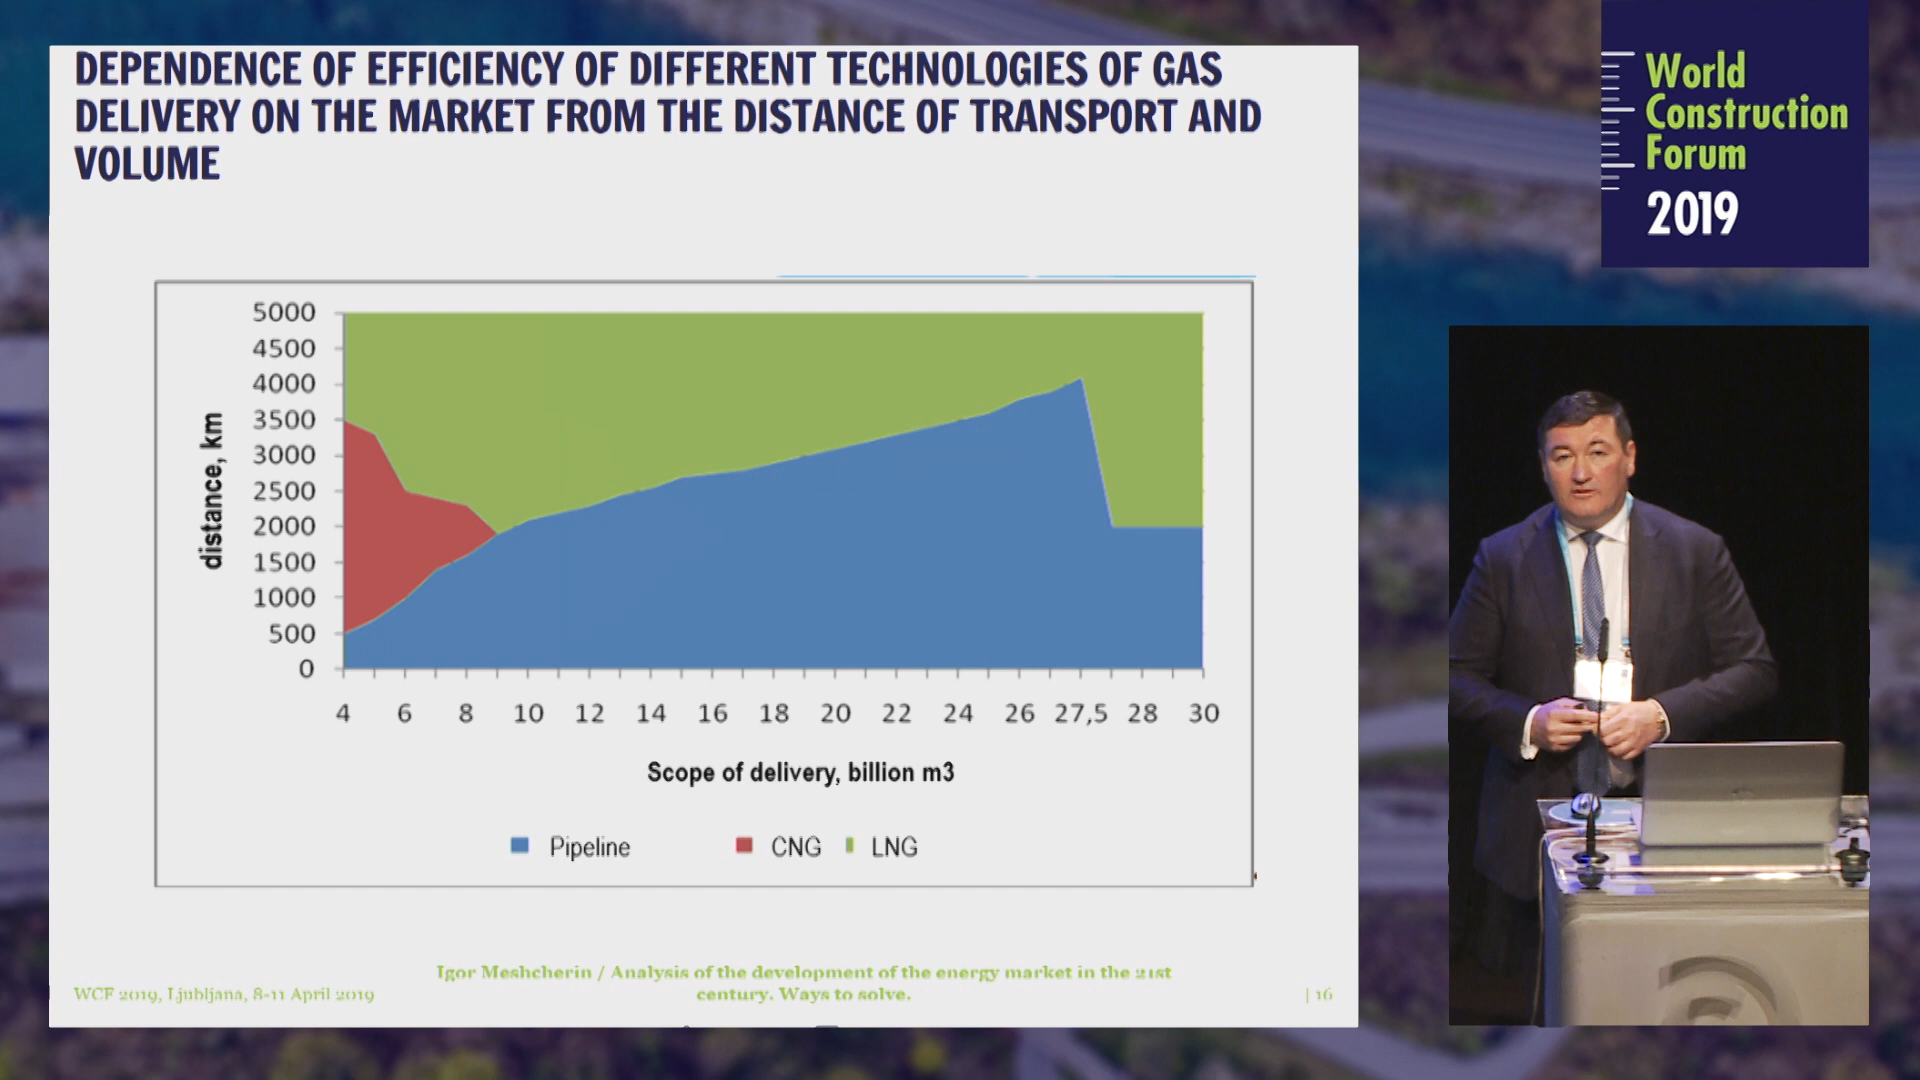 DEPENDENCE OF EFFICIENCY OF DIFFERENT TECHNOLOGIES OF GAS
DELIVERY ON THE MARKET FROM THE DISTANCE OF TRANSPORT AND
VOLUME
World
Construction
Forum
2019
5000
4500
4000
3500
3000
2500
2000
1500
1000
500
0
distance, km
4 6 8 10 12 14 16 18 20 22 24 26 27,5 28 30
Scope of delivery, billion m3
Pipeline CNG LNG
Igor Meshcherin / Analysis of the development of the energy market in the 21st
century. Ways to solve.
WCF 2019, Ljubljana, 8-11 April 2019
| 16